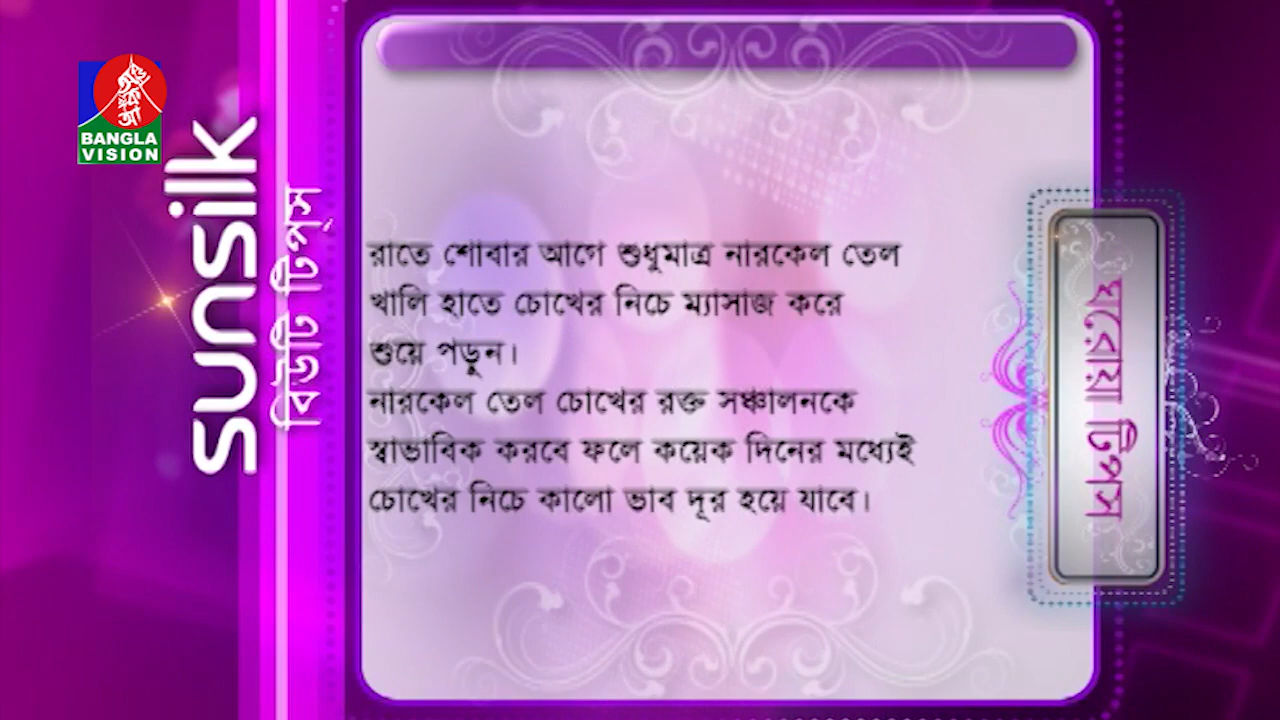 বাংলাভিশন
BANGLA
VISION
sunsilk
বিউটি টিপ্‌স
রাতে শোবার আগে শুধুমাত্র নারকেল তেল
খালি হাতে চোখের নিচে ম্যাসাজ করে
শুয়ে পড়ুন।
নারকেল তেল চোখের রক্ত সঞ্চালনকে
স্বাভাবিক করবে ফলে কয়েক দিনের মধ্যেই
চোখের নিচে কালো ভাব দূর হয়ে যাবে।
ঘরোয়া টিপস